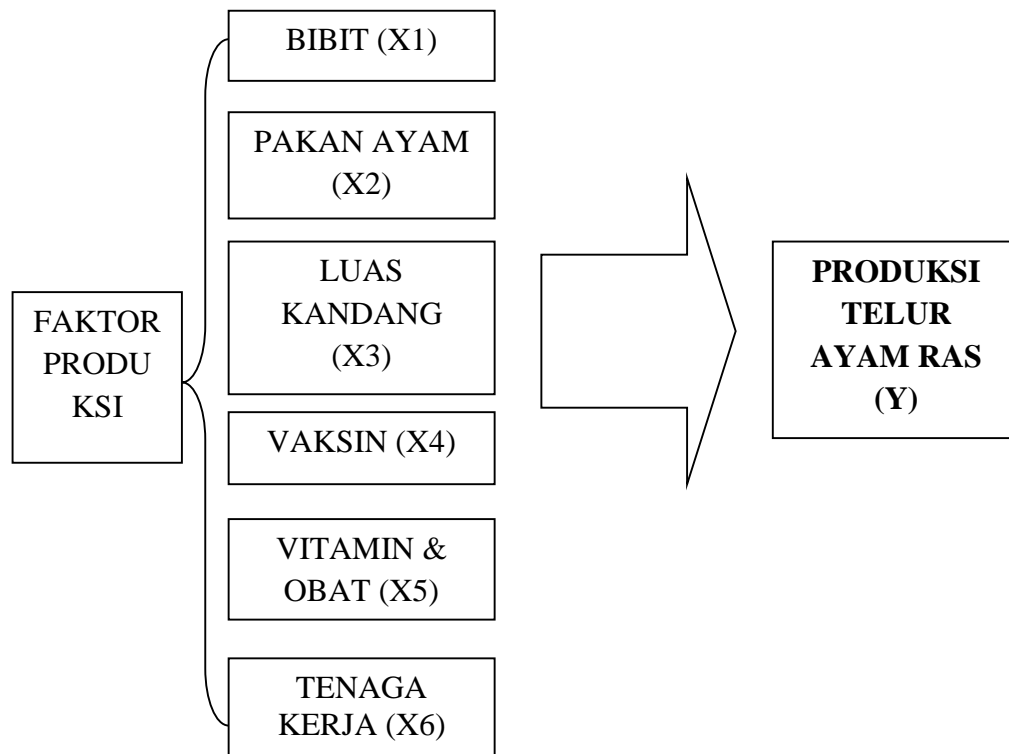 FAKTOR
PRODU
KSI
BIBIT (X1)
PAKAN AYAM
(X2)
LUAS
KANDANG
(X3)
VAKSIN (X4)
VITAMIN &
OBAT (X5)
TENAGA
KERJA (X6)
PRODUKSI
TELUR
AYAM RAS
(Y)